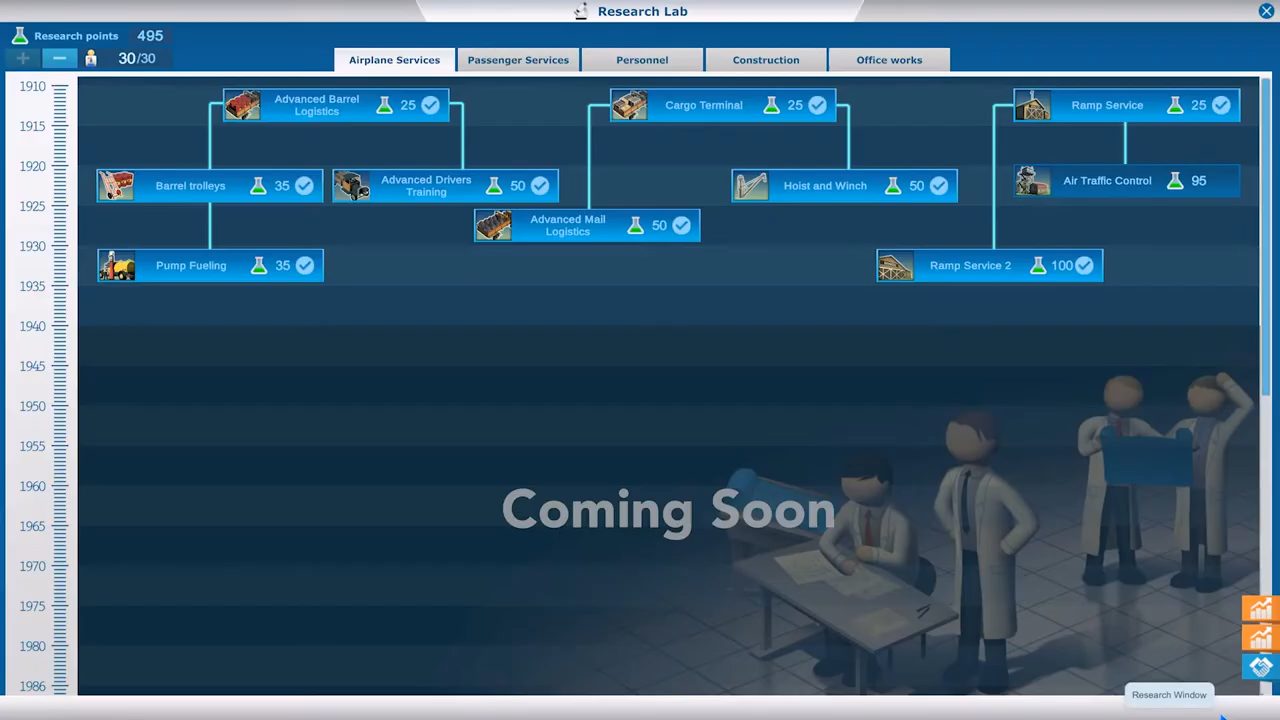 Research Lab
Research points 495
30/30
Airplane Services
Passenger Services
Personnel
Construction
Office works
1910
1915
1920
1925
1930
1935
1940
1945
1950
1955
1960
1965
1970
1975
1980
1986
Advanced Barrel
Logistics
25
Cargo Terminal 25
Ramp Service 25
Barrel trolleys 35
Advanced Drivers
Training
50
Hoist and Winch 50
Air Traffic Control 95
Advanced Mail
Logistics
50
Pump Fueling 35
Ramp Service 2 100
Coming Soon
Research Window